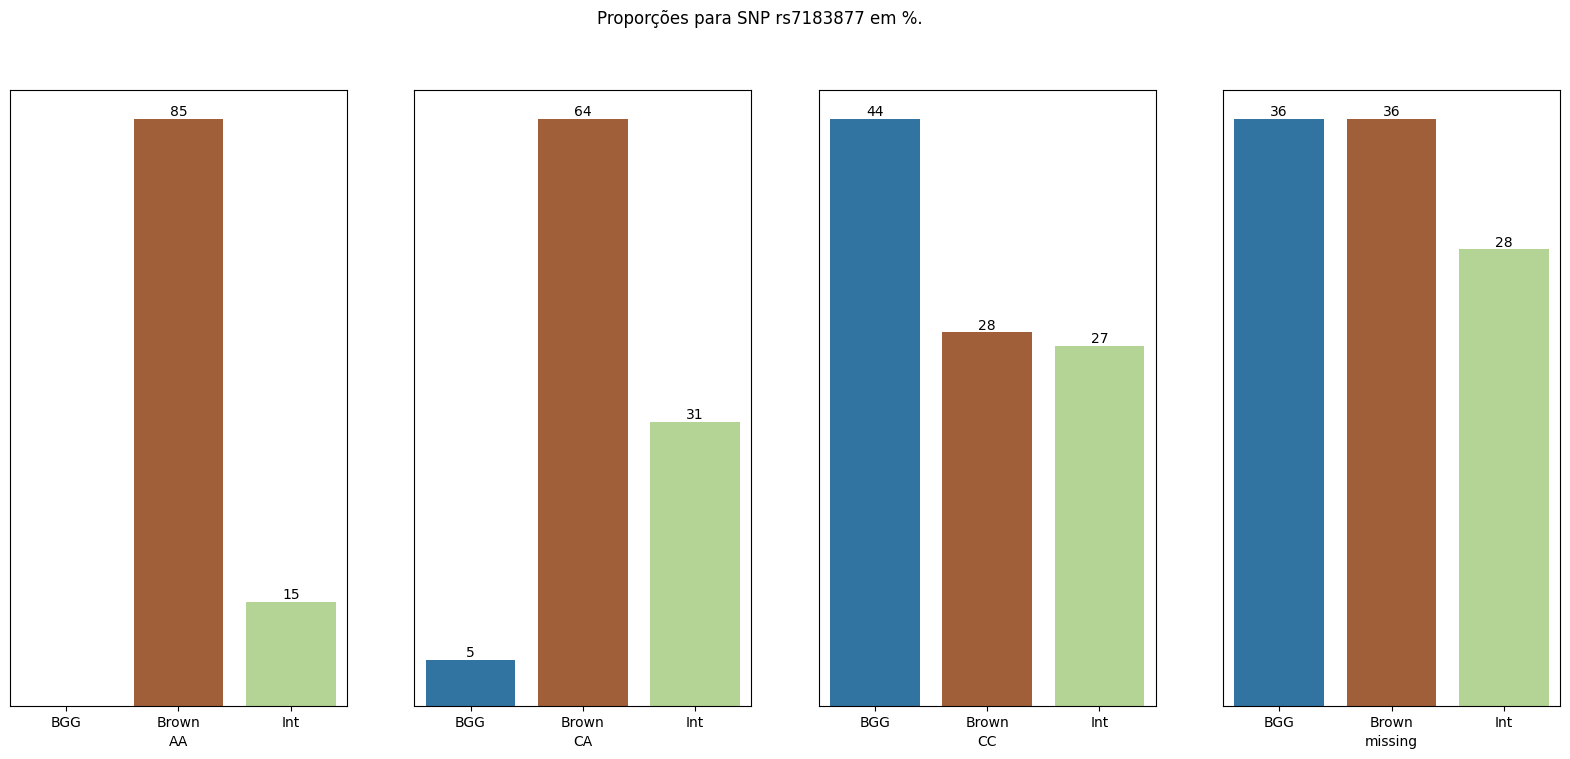 Proporções para SNP rs7183877 em %.
85
15
BGG Brown Int
AA
64
31
5
BGG Brown Int
CA
44
28
27
BGG Brown Int
CC
36 36
28
BGG Brown Int
missing